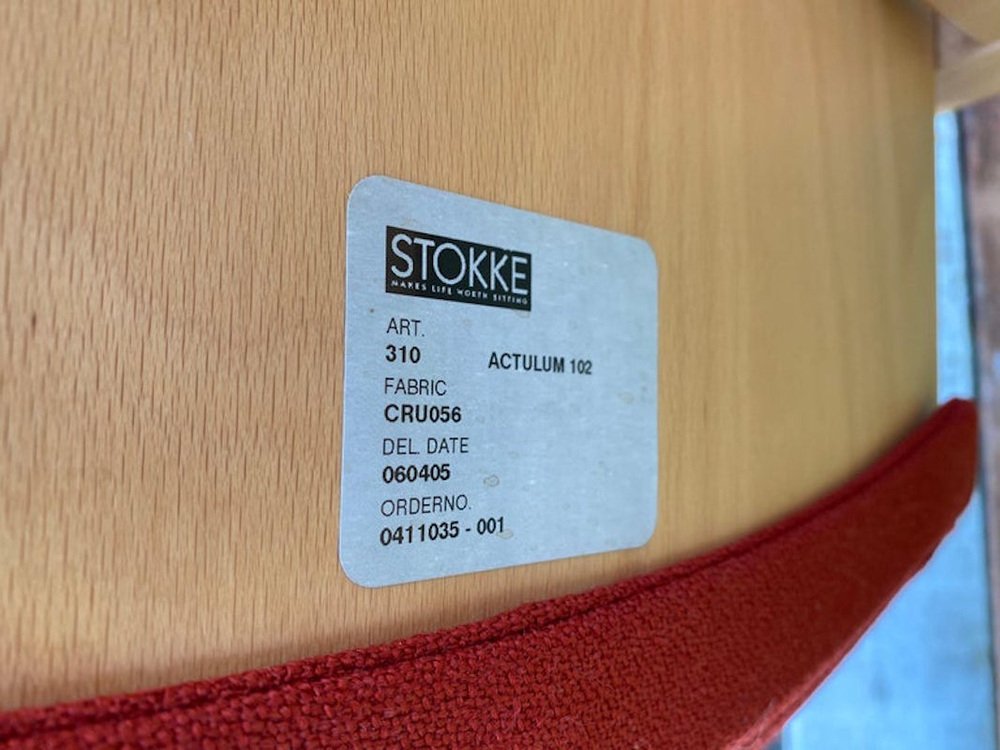 STOKKE
MAKES LIFE WORTH SITTING
ART.
310 ACTULUM 102
FABRIC
CRU056
DEL. DATE
060405
ORDERNO.
0411035 - 001